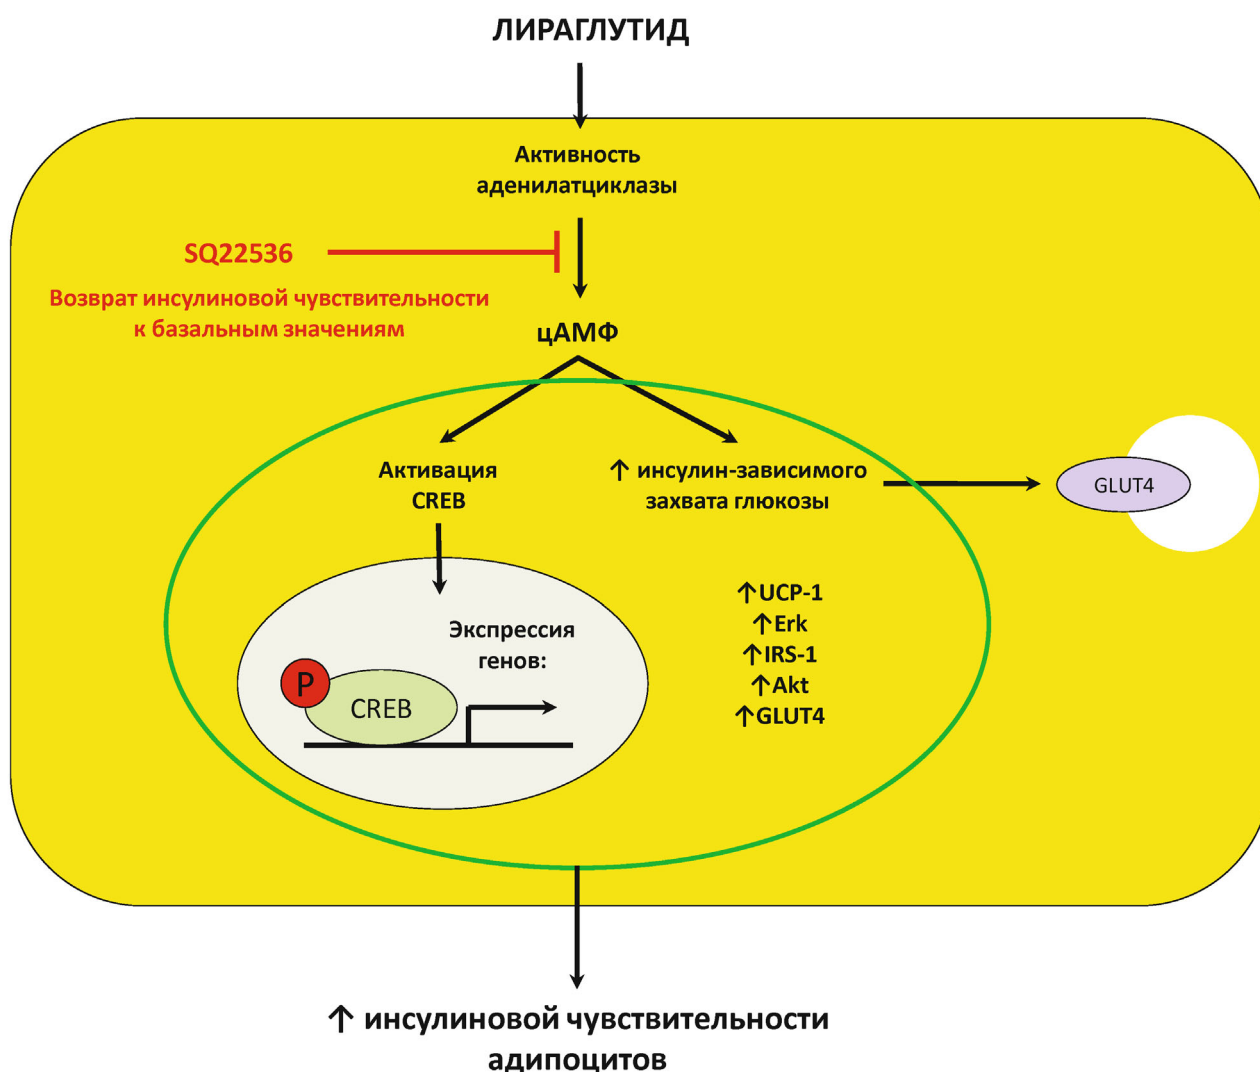 ЛИРАГЛУТИД
Активность
аденилатциклазы
SQ22536
Возврат инсулиновой чувствительности
к базальным значениям
цАМФ
Активация
CREB
↑ инсулин-зависимого
захвата глюкозы
GLUT4
Экспрессия
генов:
P
CREB
↑UCP-1
↑Erk
↑IRS-1
↑Akt
↑GLUT4
↑ инсулиновой чувствительности
адипоцитов